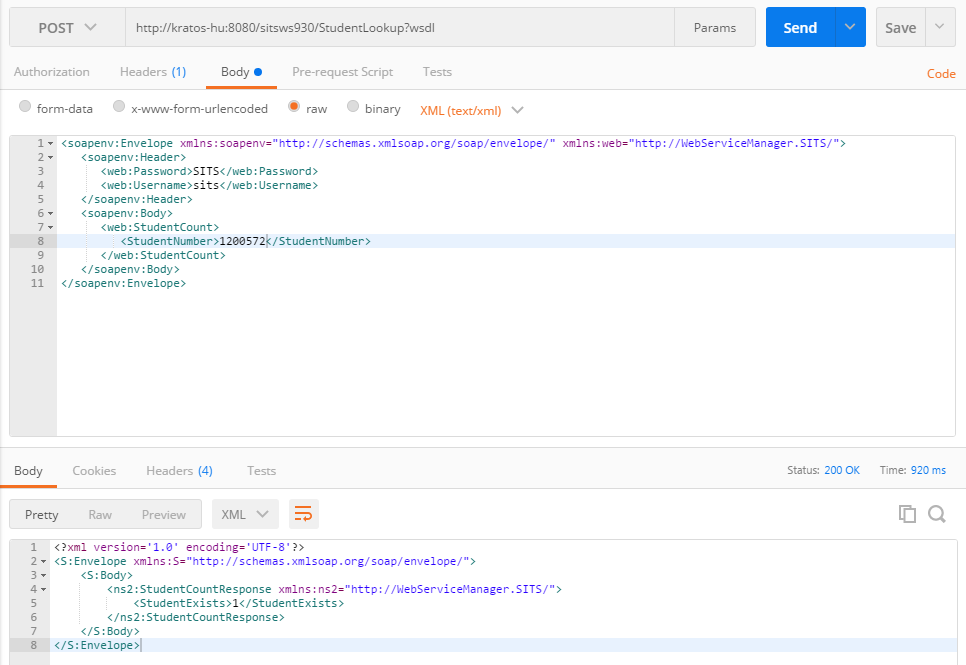 POST http://kratos-hu:8080/sitsws930/StudentLookup?wsdl Params Send Save
Authorization Headers (1) Body Pre-request Script Tests Code
form-data x-www-form-urlencoded raw binary XML (text/xml)
1 <soapenv:Envelope xmlns:soapenv="http://schemas.xmlsoap.org/soap/envelope/" xmlns:web="http://WebServiceManager.SITS/">
2 <soapenv:Header>
3 <web:Password>SITS</web:Password>
4 <web:Username>sits</web:Username>
5 </soapenv:Header>
6 <soapenv:Body>
7 <web:StudentCount>
8 <StudentNumber>1200572</StudentNumber>
9 </web:StudentCount>
10 </soapenv:Body>
11 </soapenv:Envelope>
Body Cookies Headers (4) Tests Status: 200 OK Time: 920 ms
Pretty Raw Preview XML
1 <?xml version='1.0' encoding='UTF-8'?>
2 <S:Envelope xmlns:S="http://schemas.xmlsoap.org/soap/envelope/">
3 <S:Body>
4 <ns2:StudentCountResponse xmlns:ns2="http://WebServiceManager.SITS/">
5 <StudentExists>1</StudentExists>
6 </ns2:StudentCountResponse>
7 </S:Body>
8 </S:Envelope>